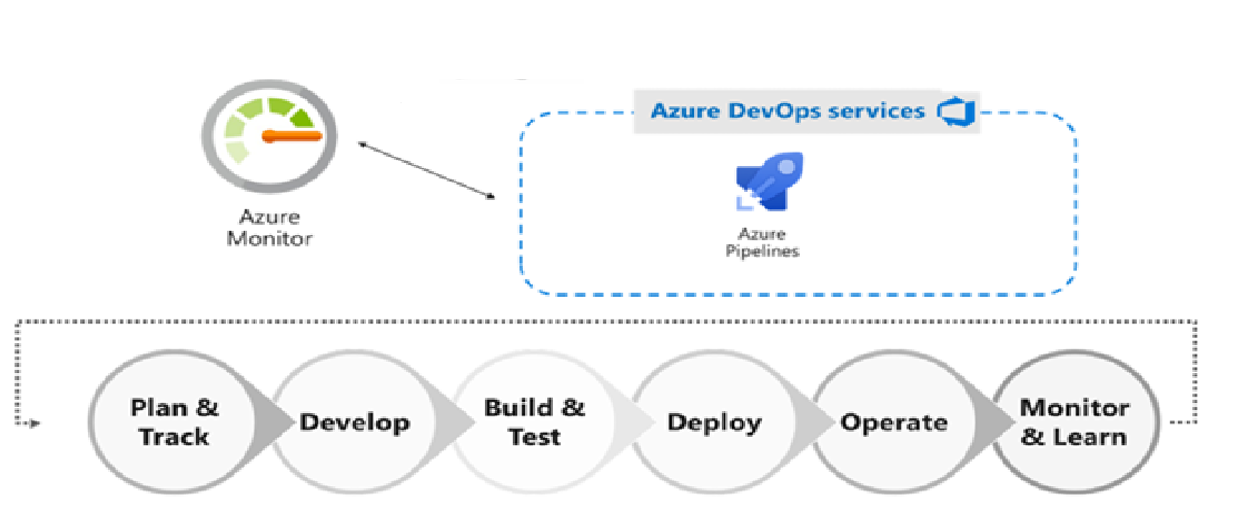 Azure DevOps services
Azure
Monitor
Azure
Pipelines
Plan &
Track
Develop
Build &
Test
Deploy
Operate
Monitor
& Learn